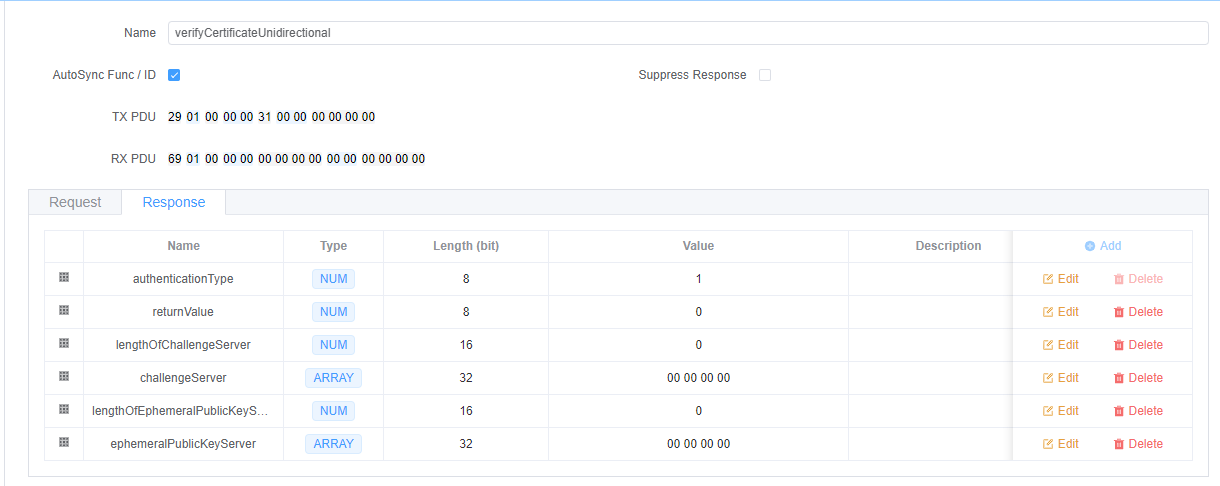 Name verifyCertificateUnidirectional
AutoSync Func / ID Suppress Response
TX PDU 29 01 00 00 00 31 00 00 00 00 00 00
RX PDU 69 01 00 00 00 00 00 00 00 00 00 00 00 00 00
Request Response
Name Type Length (bit) Value Description Add
authenticationType NUM 8 1 Edit Delete
returnValue NUM 8 0 Edit Delete
lengthOfChallengeServer NUM 16 0 Edit Delete
challengeServer ARRAY 32 00 00 00 00 Edit Delete
lengthOfEphemeralPublicKeyS... NUM 16 0 Edit Delete
ephemeralPublicKeyServer ARRAY 32 00 00 00 00 Edit Delete